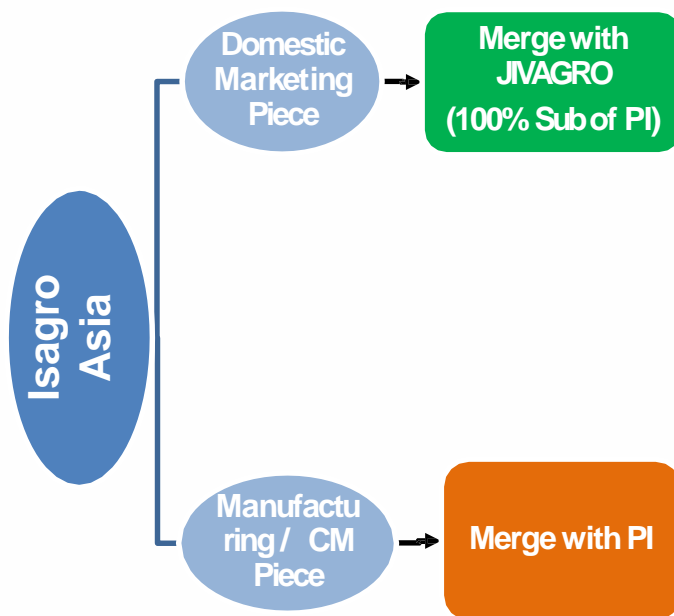 Domestic
Marketing
Piece
Merge with
JIVAGRO
(100% Sub of PI)
Isagro
Asia
Manufactu
ring / CM
Piece
Merge with PI